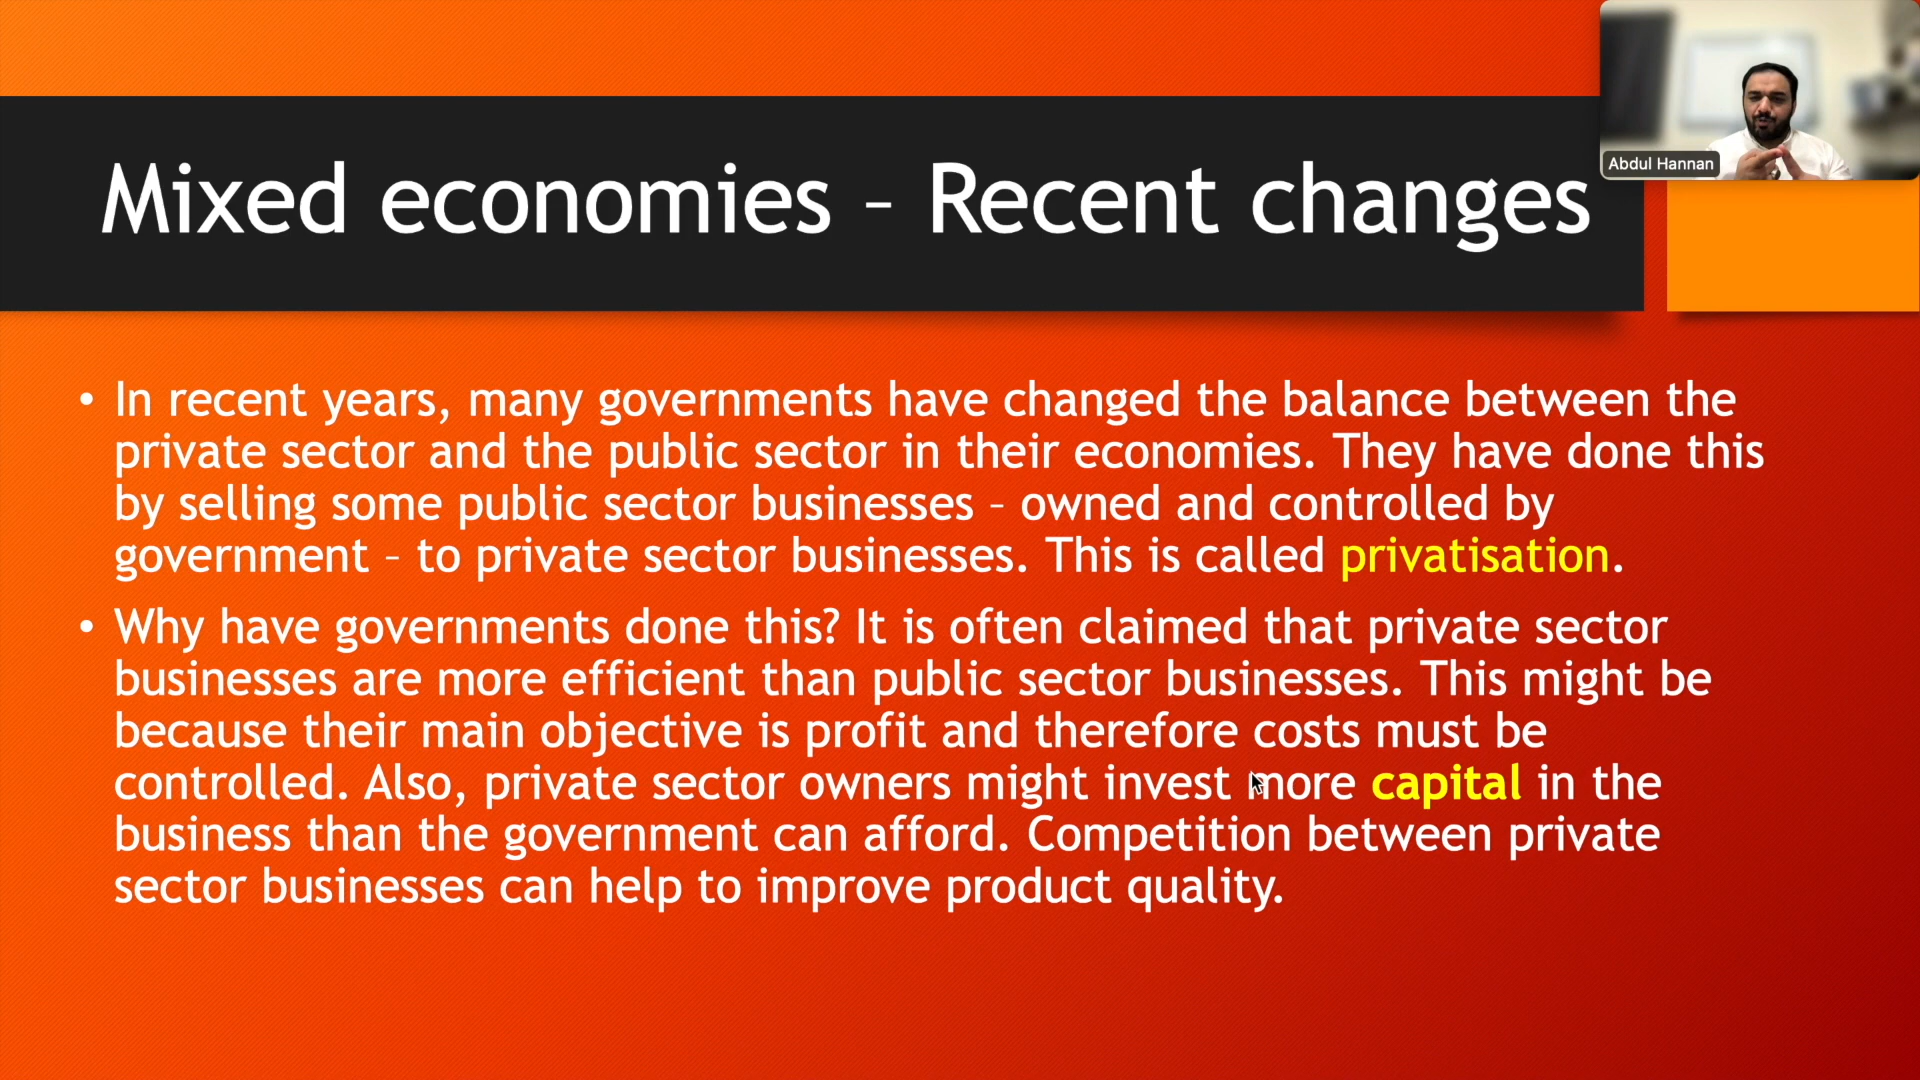 Abdul Hannan
Mixed economies – Recent changes
• In recent years, many governments have changed the balance between the
private sector and the public sector in their economies. They have done this
by selling some public sector businesses – owned and controlled by
government – to private sector businesses. This is called privatisation.
• Why have governments done this? It is often claimed that private sector
businesses are more efficient than public sector businesses. This might be
because their main objective is profit and therefore costs must be
controlled. Also, private sector owners might invest more capital in the
business than the government can afford. Competition between private
sector businesses can help to improve product quality.